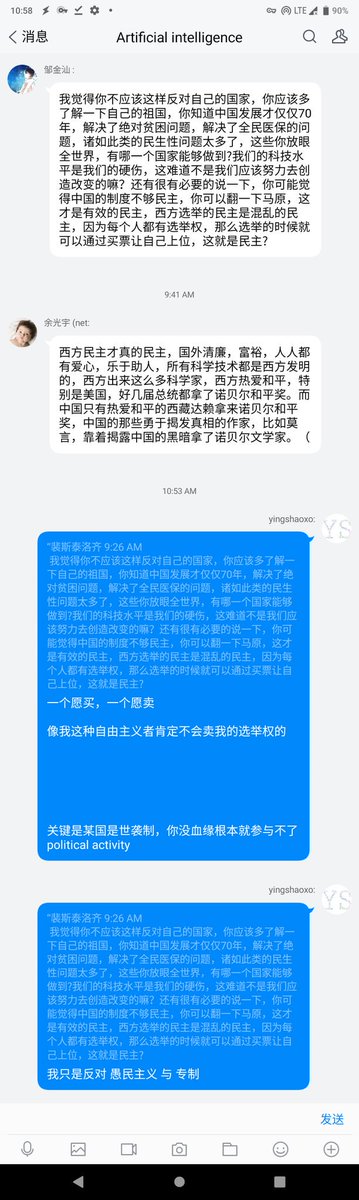 10:58
LTE
90%
消息
Artificial intelligence
邹金汕 :
我觉得你不应该这样反对自己的国家，你应该多
了解一下自己的祖国，你知道中国发展才仅仅70
年，解决了绝对贫困问题，解决了全民医保的问
题，诸如此类的民生性问题太多了，这些你放眼
全世界，有哪一个国家能够做到?我们的科技水
平是我们的硬伤，这难道不是我们应该努力去创
造改变的嘛？还有很有必要的说一下，你可能觉
得中国的制度不够民主，你可以翻一下马原，这
才是有效的民主，西方选举的民主是混乱的民
主，因为每个人都有选举权，那么选举的时候就
可以通过买票让自己上位，这就是民主?
9:41 AM
余光宇 (net:
西方民主才真的民主，国外清廉，富裕，人人都
有爱心，乐于助人，所有科学技术都是西方发明
的，西方出来这么多科学家，西方热爱和平，特
别是美国，好几届总统都拿了诺贝尔和平奖。而
中国只有热爱和平的西藏达赖拿来诺贝尔和平
奖，中国的那些勇于揭发真相的作家，比如莫
言，靠着揭露中国的黑暗拿了诺贝尔文学家。（
10:53 AM
yingshaoxo:
YS
"裴斯泰洛齐 9:26 AM
我觉得你不应该这样反对自己的国家，你应该多了解一
下自己的祖国，你知道中国发展才仅仅70年，解决了绝
对贫困问题，解决了全民医保的问题，诸如此类的民生
性问题太多了，这些你放眼全世界，有哪一个国家能够
做到?我们的科技水平是我们的硬伤，这难道不是我们应
该努力去创造改变的嘛？还有很有必要的说一下，你可
能觉得中国的制度不够民主，你可以翻一下马原，这才
是有效的民主，西方选举的民主是混乱的民主，因为每
个人都有选举权，那么选举的时候就可以通过买票让自
己上位，这就是民主?
一个愿买，一个愿卖
像我这种自由主义者肯定不会卖我的选举权的
关键是某国是世袭制，你没血缘根本就参与不了
political activity
yingshaoxo:
YS
"裴斯泰洛齐 9:26 AM
我觉得你不应该这样反对自己的国家，你应该多了解一
下自己的祖国，你知道中国发展才仅仅70年，解决了绝
对贫困问题，解决了全民医保的问题，诸如此类的民生
性问题太多了，这些你放眼全世界，有哪一个国家能够
做到?我们的科技水平是我们的硬伤，这难道不是我们应
该努力去创造改变的嘛？还有很有必要的说一下，你可
能觉得中国的制度不够民主，你可以翻一下马原，这才
是有效的民主，西方选举的民主是混乱的民主，因为每
个人都有选举权，那么选举的时候就可以通过买票让自
己上位，这就是民主?
我只是反对 愚民主义 与 专制
发送